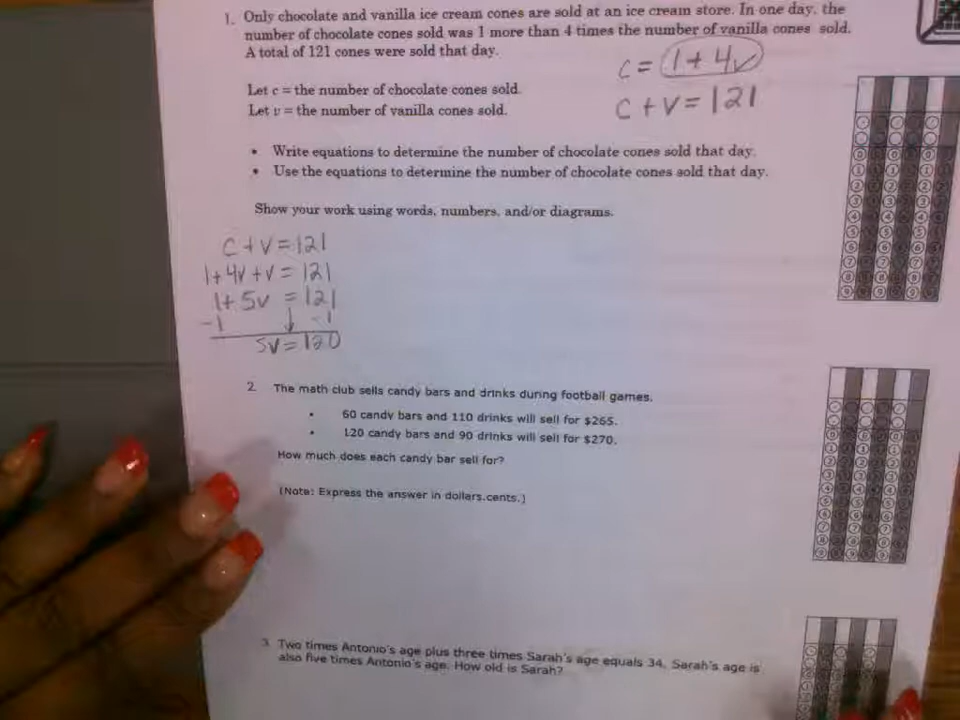 1. Only chocolate and vanilla ice cream cones are sold at an ice cream store. In one day, the
number of chocolate cones sold was 1 more than 4 times the number of vanilla cones sold.
A total of 121 cones were sold that day.
c = 1 + 4v
Let c = the number of chocolate cones sold.
Let v = the number of vanilla cones sold.
c + v = 121
• Write equations to determine the number of chocolate cones sold that day.
• Use the equations to determine the number of chocolate cones sold that day.
Show your work using words, numbers, and/or diagrams.
c + v = 121
1 + 4v + v = 121
1 + 5v = 121
-1 ↓ -1
5v = 120
2. The math club sells candy bars and drinks during football games.
• 60 candy bars and 110 drinks will sell for $265.
• 120 candy bars and 90 drinks will sell for $270.
How much does each candy bar sell for?
(Note: Express the answer in dollars.cents.)
3 Two times Antonio's age plus three times Sarah's age equals 34. Sarah's age is
also five times Antonio's age. How old is Sarah?